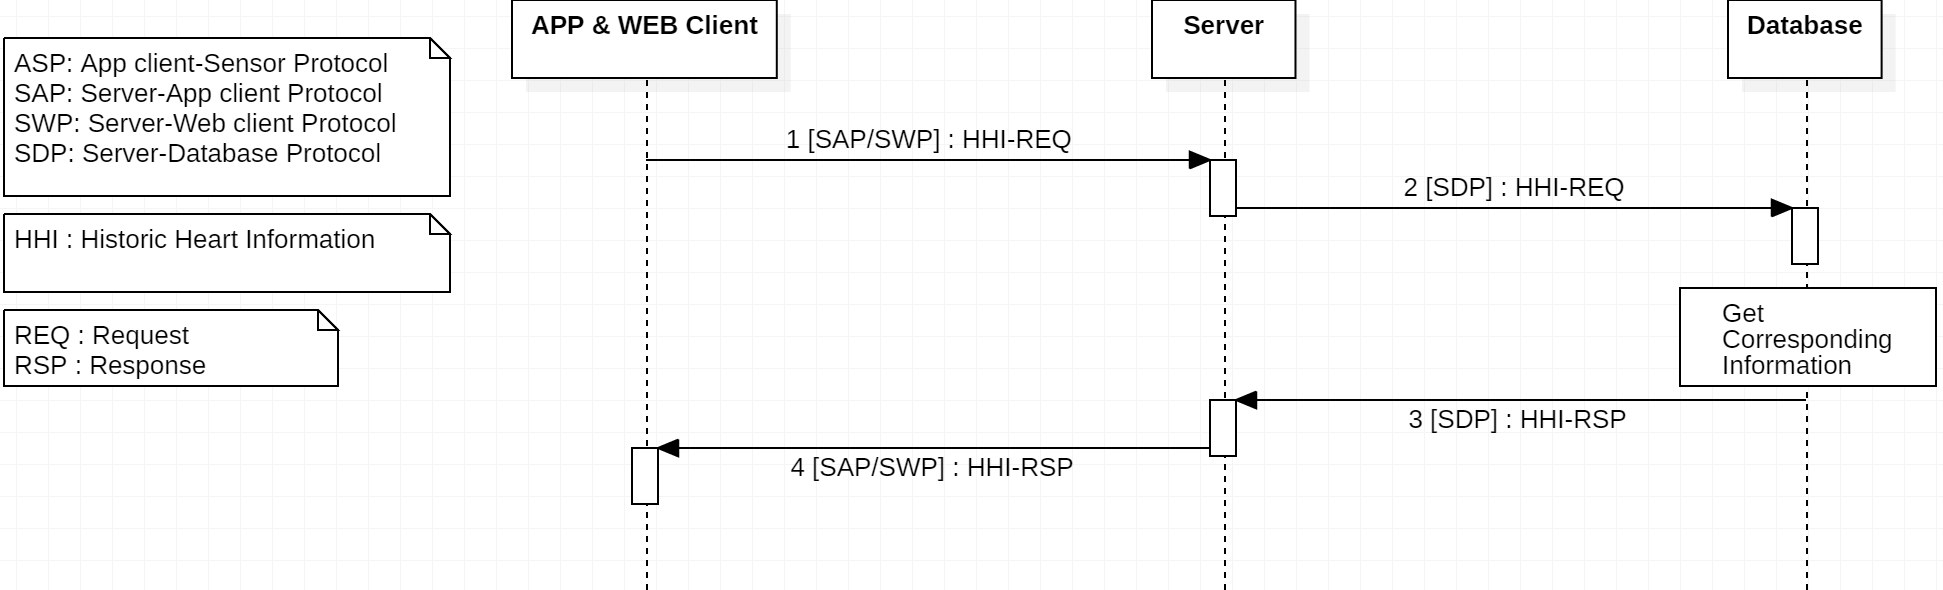 APP & WEB Client
Server
Database
ASP: App client-Sensor Protocol
SAP: Server-App client Protocol
SWP: Server-Web client Protocol
SDP: Server-Database Protocol
HHI : Historic Heart Information
REQ : Request
RSP : Response
1 [SAP/SWP] : HHI-REQ
2 [SDP] : HHI-REQ
Get
Corresponding
Information
3 [SDP] : HHI-RSP
4 [SAP/SWP] : HHI-RSP